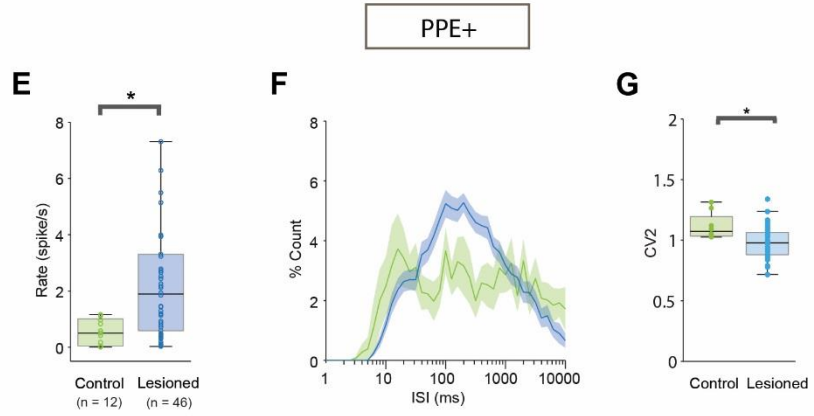 PPE+
E
F
G
*
*
8
6
4
2
0
Rate (spike/s)
Control
Lesioned
(n = 12)
(n = 46)
8
6
4
2
0
% Count
1
10
100
1000
10000
ISI (ms)
2
1.5
1
0.5
0
CV2
Control
Lesioned